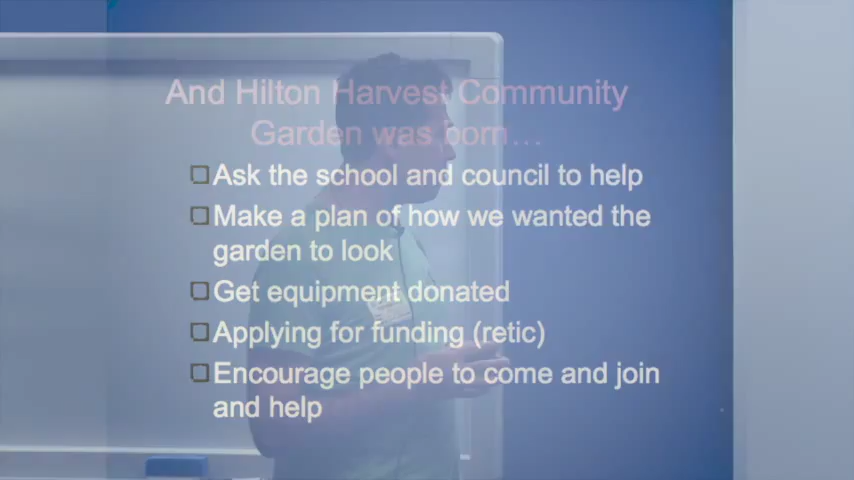 And Hilton Harvest Community
Garden was born…
Ask the school and council to help
Make a plan of how we wanted the
garden to look
Get equipment donated
Applying for funding (retic)
Encourage people to come and join
and help